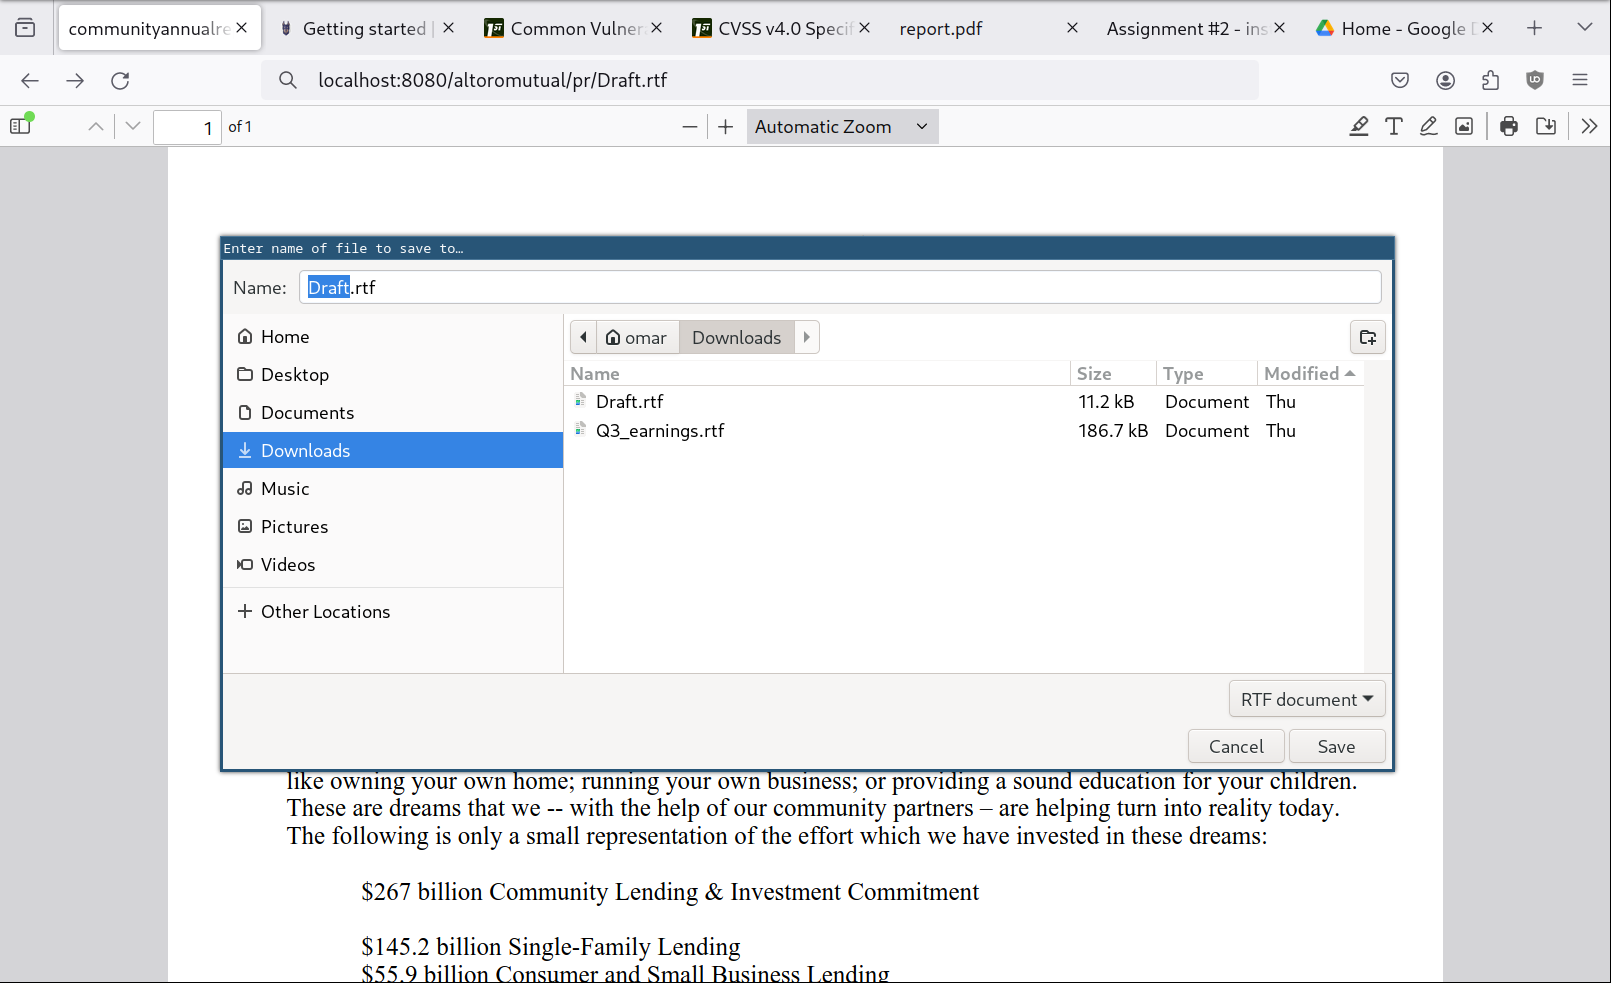 communityannualre
Getting started |
Common Vulner
CVSS v4.0 Specif
report.pdf
Assignment #2 - ins
Home - Google D
localhost:8080/altoromutual/pr/Draft.rtf
1 of 1
Automatic Zoom
Enter name of file to save to…
Name: Draft.rtf
Home
Desktop
Documents
Downloads
Music
Pictures
Videos
Other Locations
omar Downloads
Name Size Type Modified
Draft.rtf 11.2 kB Document Thu
Q3_earnings.rtf 186.7 kB Document Thu
RTF document
Cancel Save
like owning your own home; running your own business; or providing a sound education for your children.
These are dreams that we -- with the help of our community partners – are helping turn into reality today.
The following is only a small representation of the effort which we have invested in these dreams:
$267 billion Community Lending & Investment Commitment
$145.2 billion Single-Family Lending
$55.9 billion Consumer and Small Business Lending